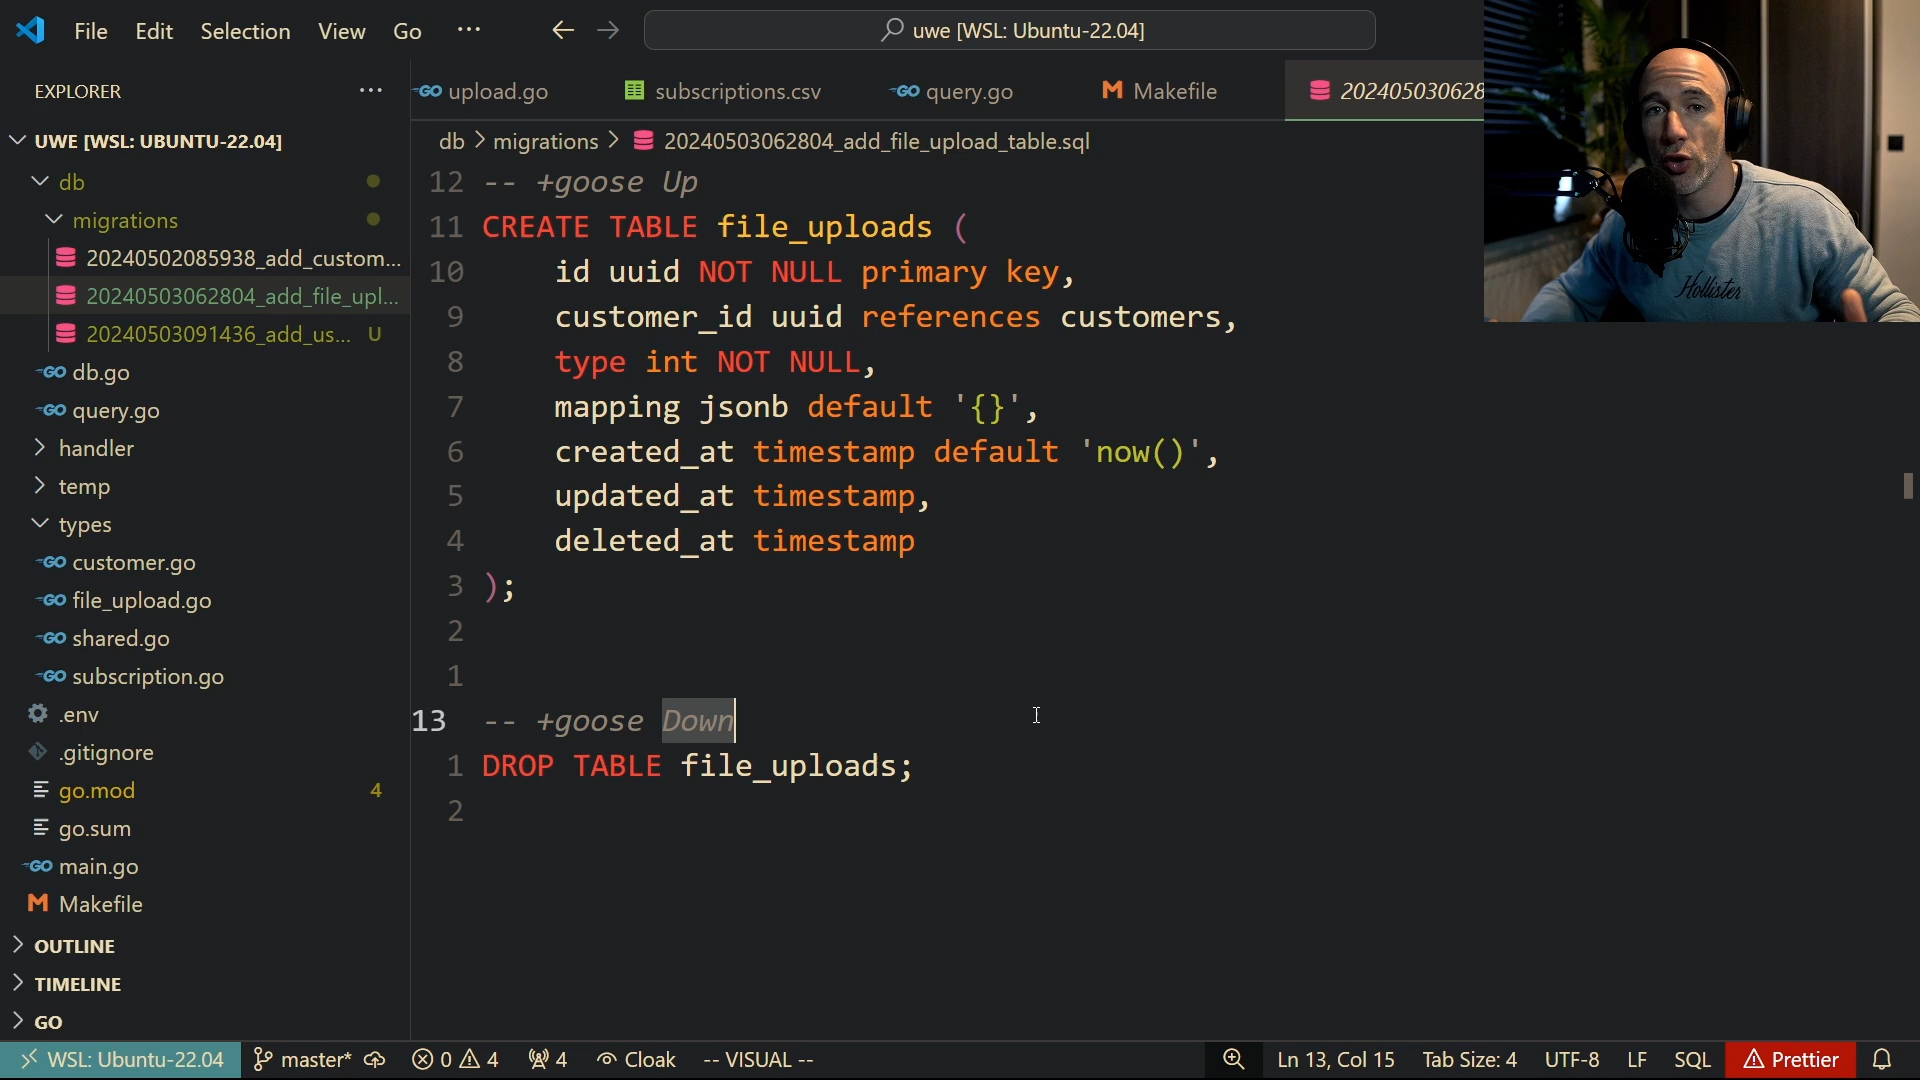 File Edit Selection View Go ···
uwe [WSL: Ubuntu-22.04]
EXPLORER ···
upload.go subscriptions.csv query.go Makefile 202405030628
UWE [WSL: UBUNTU-22.04]
db > migrations > 20240503062804_add_file_upload_table.sql
db
migrations
20240502085938_add_custom...
20240503062804_add_file_upl...
20240503091436_add_us... U
db.go
query.go
handler
temp
types
customer.go
file_upload.go
shared.go
subscription.go
.env
.gitignore
go.mod 4
go.sum
main.go
Makefile
OUTLINE
TIMELINE
GO
12 -- +goose Up
11 CREATE TABLE file_uploads (
10 id uuid NOT NULL primary key,
9 customer_id uuid references customers,
8 type int NOT NULL,
7 mapping jsonb default '{}',
6 created_at timestamp default 'now()',
5 updated_at timestamp,
4 deleted_at timestamp
3 );
2
1
13 -- +goose Down
1 DROP TABLE file_uploads;
2
Hollister
WSL: Ubuntu-22.04 master* 0 4 4 Cloak -- VISUAL -- Ln 13, Col 15 Tab Size: 4 UTF-8 LF SQL Prettier